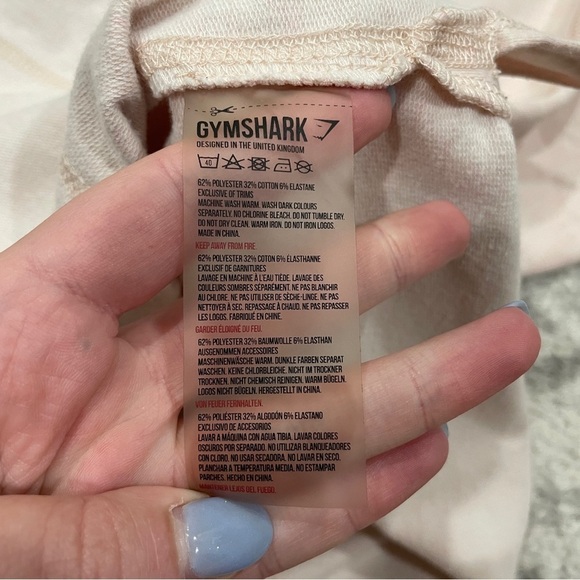 GYMSHARK
DESIGNED IN THE UNITED KINGDOM
40
62% POLYESTER 32% COTTON 6% ELASTANE
EXCLUSIVE OF TRIMS
MACHINE WASH WARM. WASH DARK COLOURS
SEPARATELY. NO CHLORINE BLEACH. DO NOT TUMBLE DRY.
DO NOT DRY CLEAN. WARM IRON. DO NOT IRON LOGOS.
MADE IN CHINA.
KEEP AWAY FROM FIRE.
62% POLYESTER 32% COTON 6% ELASTHANNE
EXCLUSIF DE GARNITURES
LAVAGE EN MACHINE À L'EAU TIÈDE. LAVAGE DES
COULEURS SOMBRES SÉPARÉMENT. NE PAS BLANCHIR
AU CHLORE. NE PAS UTILISER DE SÈCHE-LINGE. NE PAS
NETTOYER À SEC. REPASSAGE À CHAUD. NE PAS REPASSER
LES LOGOS. FABRIQUÉ EN CHINE.
GARDER ÉLOIGNÉ DU FEU.
62% POLYESTER 32% BAUMWOLLE 6% ELASTHAN
AUSGENOMMEN ACCESSOIRES
MASCHINENWÄSCHE WARM. DUNKLE FARBEN SEPARAT
WASCHEN. KEINE CHLORBLEICHE. NICHT IM TROMMER
TROCKNEN. NICHT CHEMISCH REINIGEN. WARM BÜGELN.
LOGOS NICHT BÜGELN. HERGESTELLT IN CHINA.
VON FEUER FERNHALTEN.
62% POLIÉSTER 32% ALGODÓN 6% ELASTANO
EXCLUSIVO DE ACCESORIOS
LAVAR A MÁQUINA CON AGUA TIBIA. LAVAR COLORES
OSCUROS POR SEPARADO. NO UTILIZAR BLANQUEADORES
CON CLORO, NO USAR SECADORA. NO LAVAR EN SECO.
PLANCHAR A TEMPERATURA MEDIA, NO ESTAMPAR
PARCHES. HECHO EN CHINA.
MANTENER LEJOS DEL FUEGO.